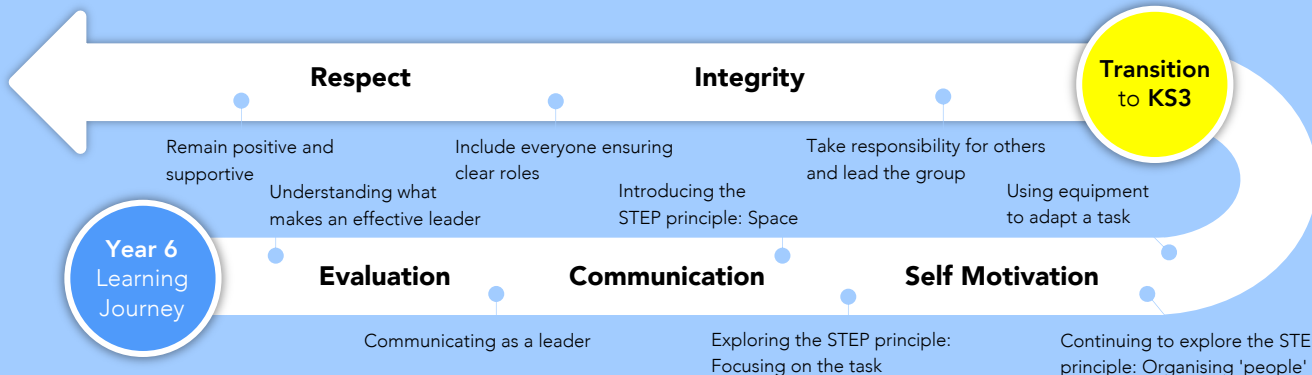 Respect
Integrity
Transition
to KS3
Remain positive and
supportive
Include everyone ensuring
clear roles
Take responsibility for others
and lead the group
Understanding what
makes an effective leader
Introducing the
STEP principle: Space
Using equipment
to adapt a task
Year 6
Learning
Journey
Evaluation
Communication
Self Motivation
Communicating as a leader
Exploring the STEP principle:
Focusing on the task
Continuing to explore the STE
principle: Organising 'people'